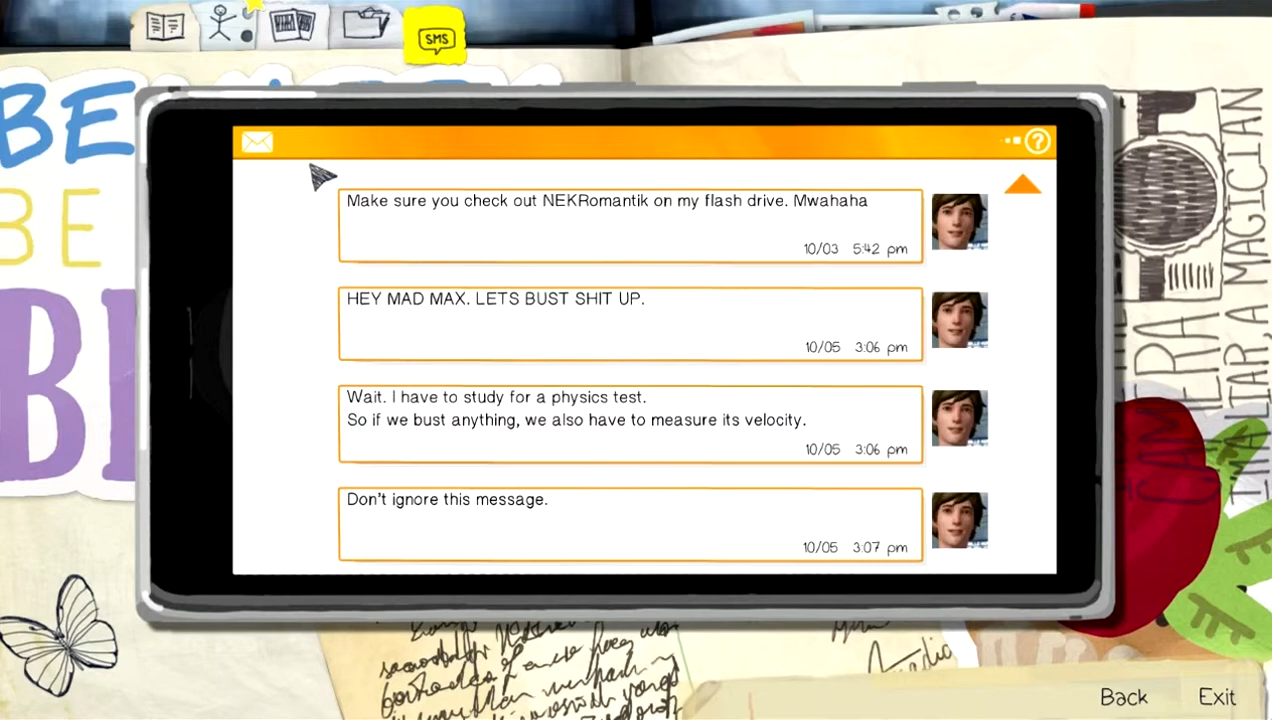 SMS
Make sure you check out NEKRomantik on my flash drive. Mwahaha
10/03 5:42 pm
HEY MAD MAX. LETS BUST SHIT UP.
10/05 3:06 pm
Wait. I have to study for a physics test.
So if we bust anything, we also have to measure its velocity.
10/05 3:06 pm
Don't ignore this message.
10/05 3:07 pm
BE
BE
A MAGICIAN
Back
Exit